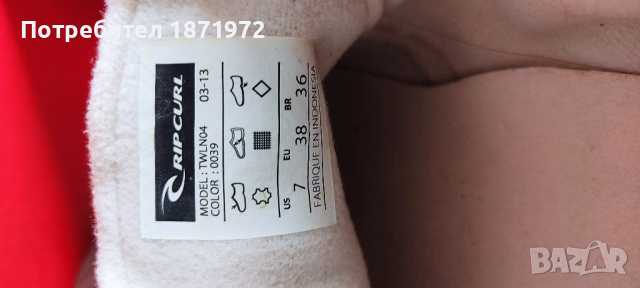 Потребител 1871972
RIP CURL
MODEL : TWLN04
COLOR : 0039
03-13
US 7
EU 38
BR 36
FABRIQUE EN INDONESIA
BAZAR